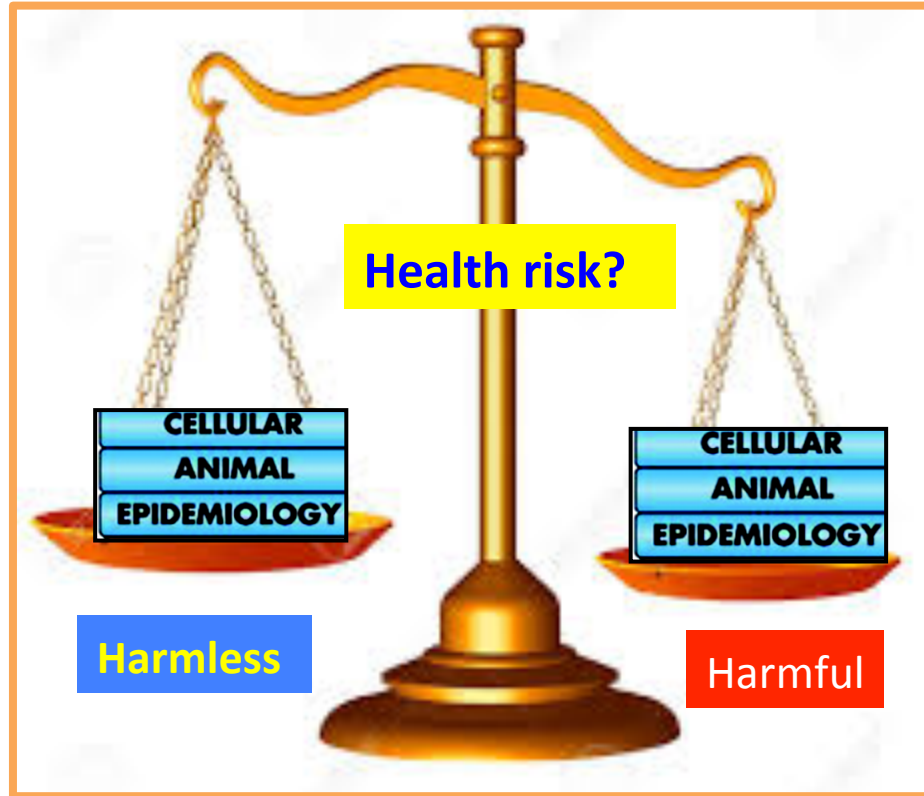 Health risk?
CELLULAR
ANIMAL
EPIDEMIOLOGY
CELLULAR
ANIMAL
EPIDEMIOLOGY
Harmless
Harmful